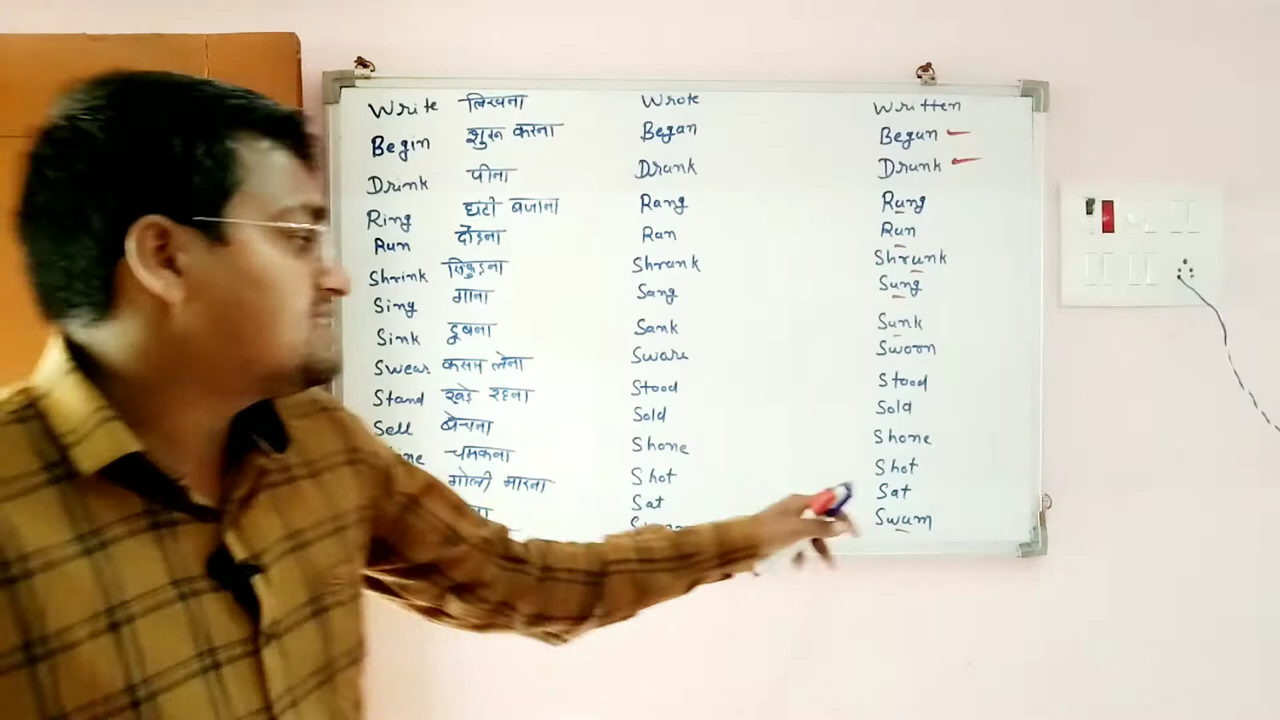 Write लिखना Wrote Written
Begin शुरू करना Began Begun
Drink पीना Drank Drunk
Ring घंटी बजाना Rang Rung
Run दौड़ना Ran Run
Shrink सिकुड़ना Shrank Shrunk
Sing गाना Sang Sung
Sink डूबना Sank Sunk
Swear कसम लेना Sware Sworn
Stand खड़े रहना Stood Stood
Sell बेचना Sold Sold
चमकना Shone Shone
गोली मारना Shot Shot
Sat Sat
Swum